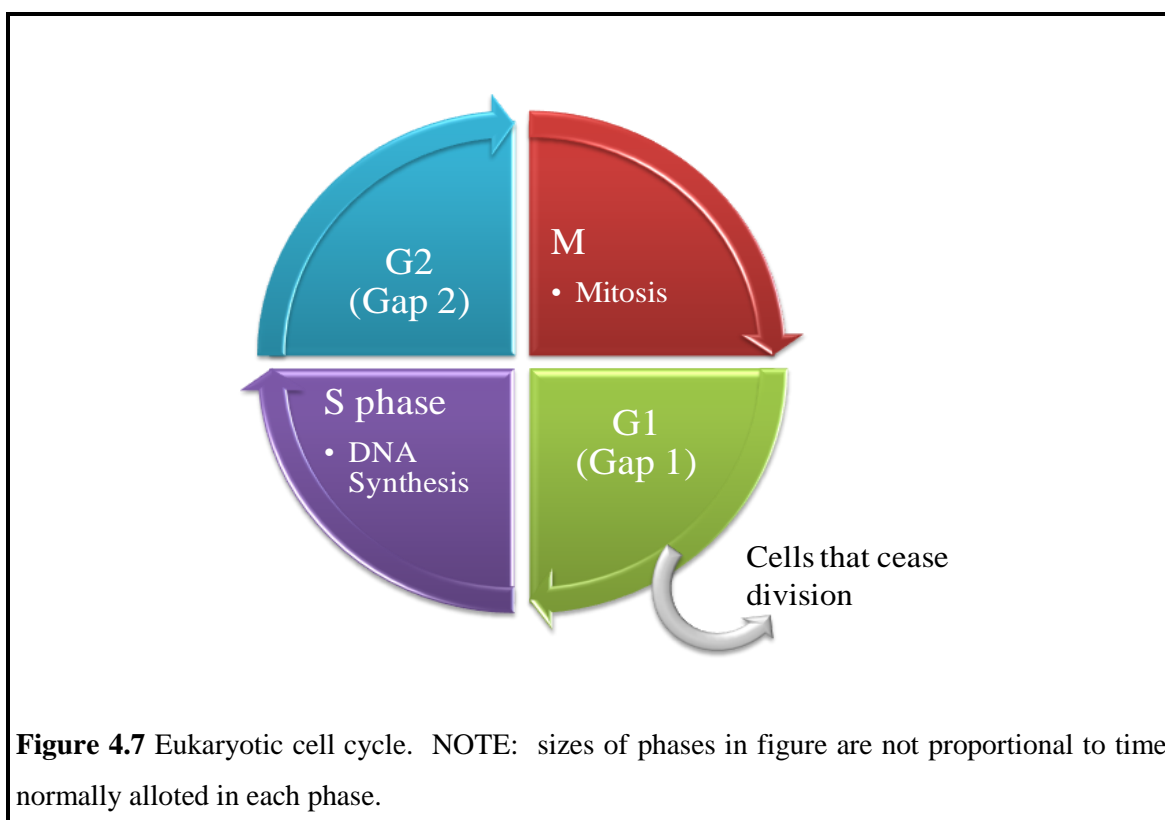 G2
(Gap 2)
M
• Mitosis
S phase
• DNA
Synthesis
G1
(Gap 1)
Cells that cease
division
Figure 4.7 Eukaryotic cell cycle. NOTE: sizes of phases in figure are not proportional to time
normally alloted in each phase.